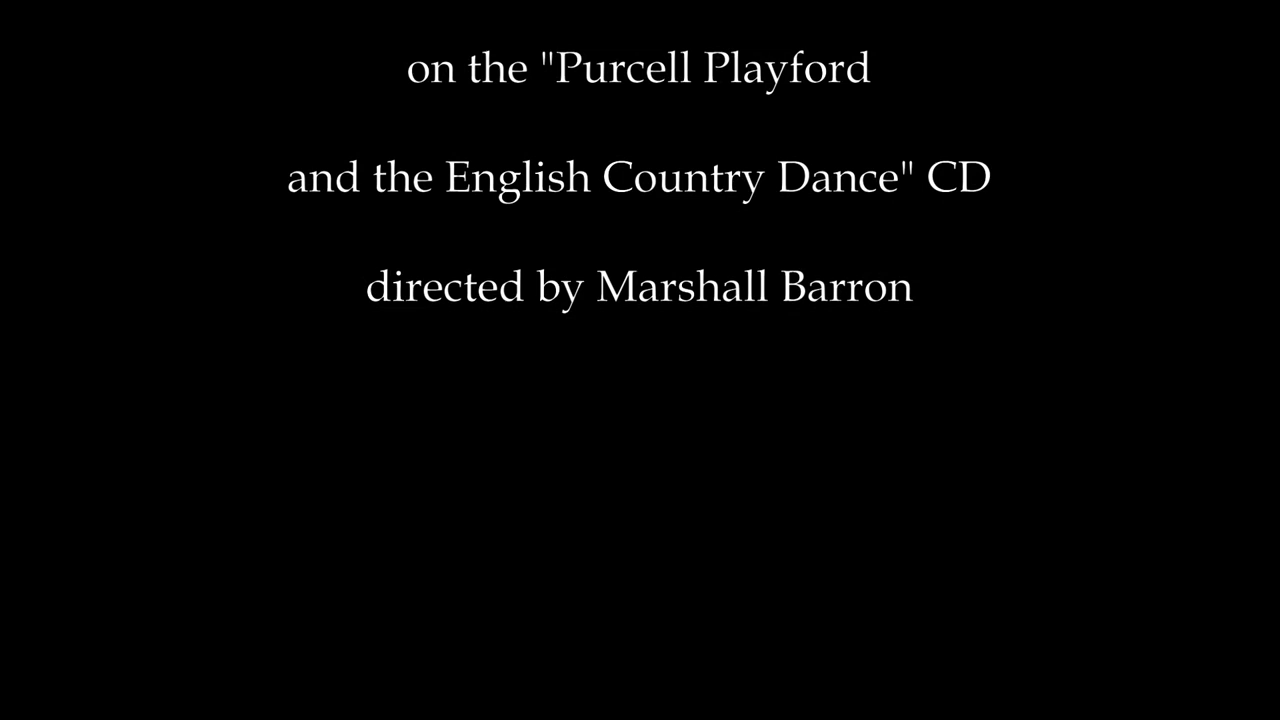 on the "Purcell Playford
and the English Country Dance" CD
directed by Marshall Barron